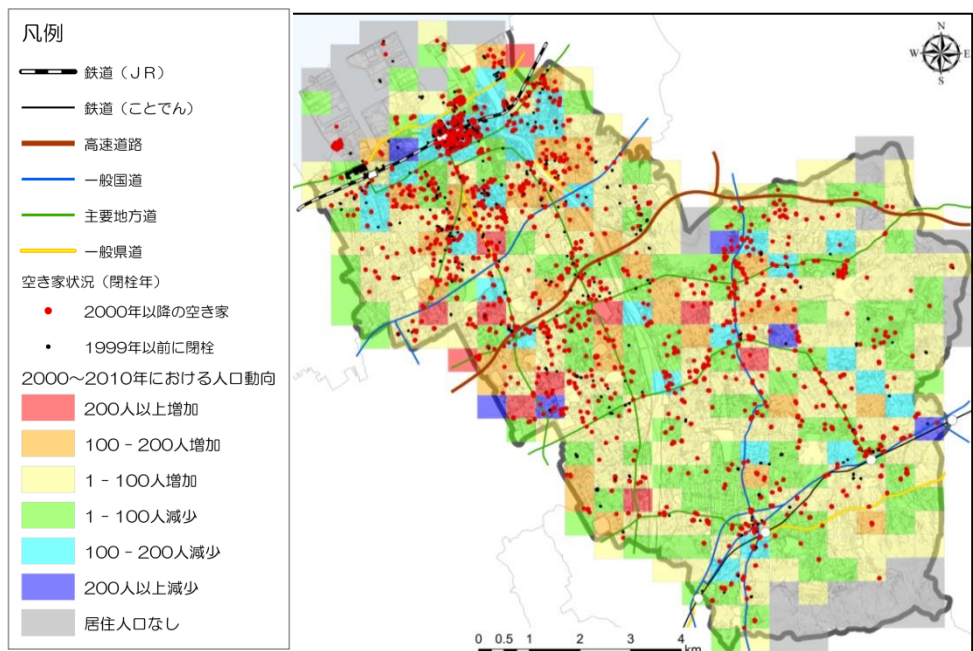 凡例
鉄道（ＪＲ）
鉄道（ことでん）
高速道路
一般国道
主要地方道
一般県道
空き家状況（閉栓年）
2000年以降の空き家
1999年以前に閉栓
2000～2010年における人口動向
200人以上増加
100－200人増加
1－100人増加
1－100人減少
100－200人減少
200人以上減少
居住人口なし
N
W E
S
0 0.5 1 2 3 4
km